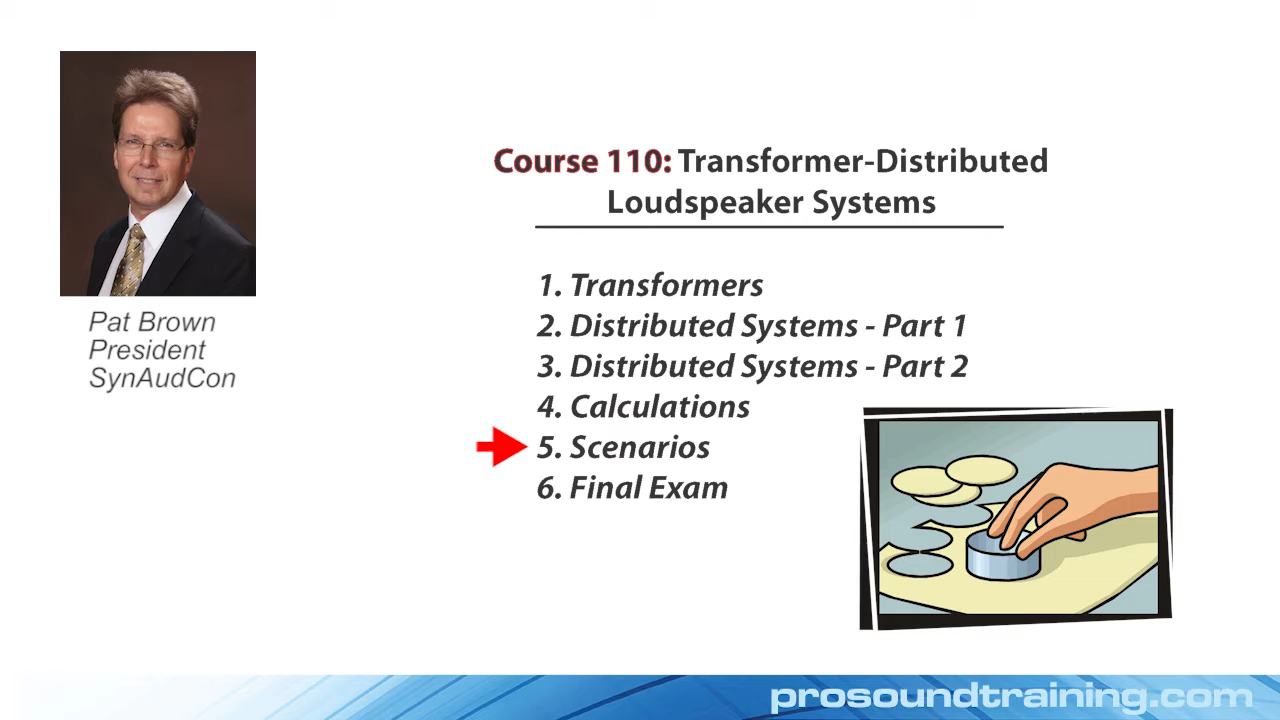 Course 110: Transformer-Distributed
Loudspeaker Systems
1. Transformers
2. Distributed Systems - Part 1
3. Distributed Systems - Part 2
4. Calculations
5. Scenarios
6. Final Exam
Pat Brown
President
SynAudCon
prosoundtraining.com